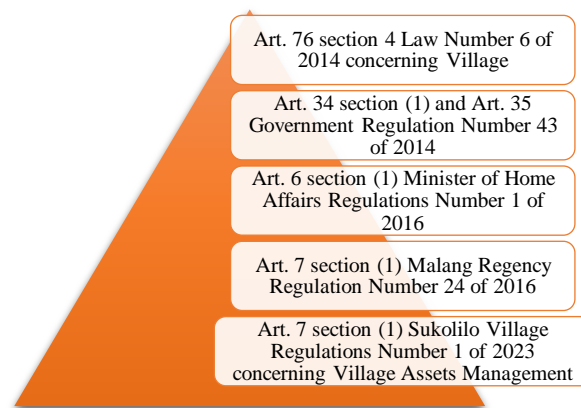 Art. 76 section 4 Law Number 6 of
2014 concerning Village
Art. 34 section (1) and Art. 35
Government Regulation Number 43
of 2014
Art. 6 section (1) Minister of Home
Affairs Regulations Number 1 of
2016
Art. 7 section (1) Malang Regency
Regulation Number 24 of 2016
Art. 7 section (1) Sukolilo Village
Regulations Number 1 of 2023
concerning Village Assets Management